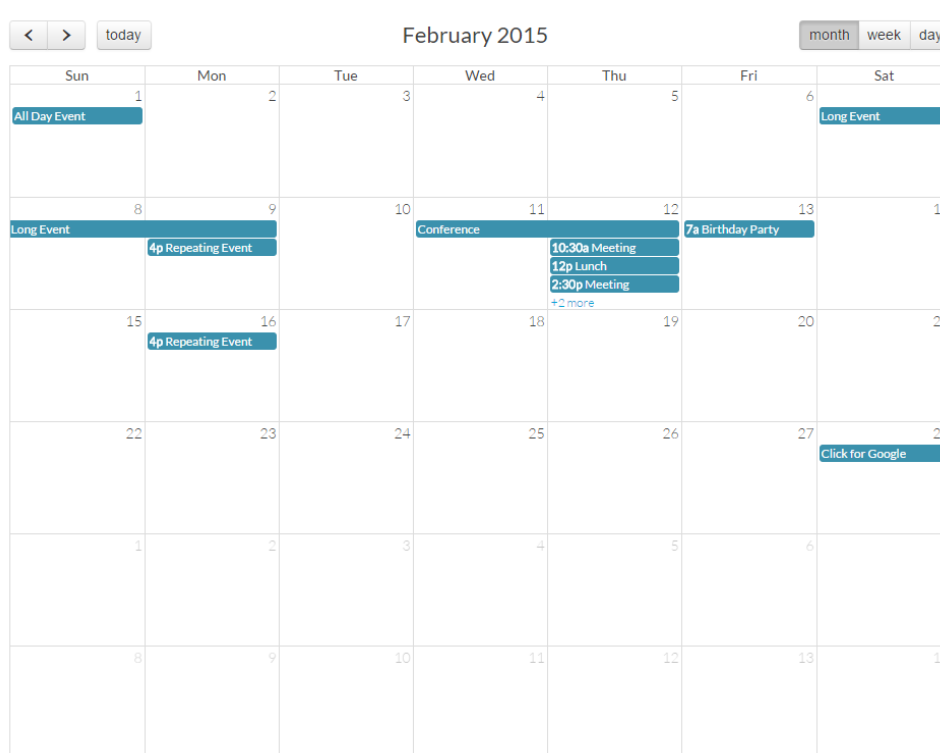 < > today February 2015 month week day
Sun Mon Tue Wed Thu Fri Sat
1 2 3 4 5 6
All Day Event Long Event
8 9 10 11 12 13
Long Event Conference 7a Birthday Party
4p Repeating Event 10:30a Meeting
12p Lunch
2:30p Meeting
+2 more
15 16 17 18 19 20
4p Repeating Event
22 23 24 25 26 27
Click for Google
1 2 3 4 5 6
8 9 10 11 12 13